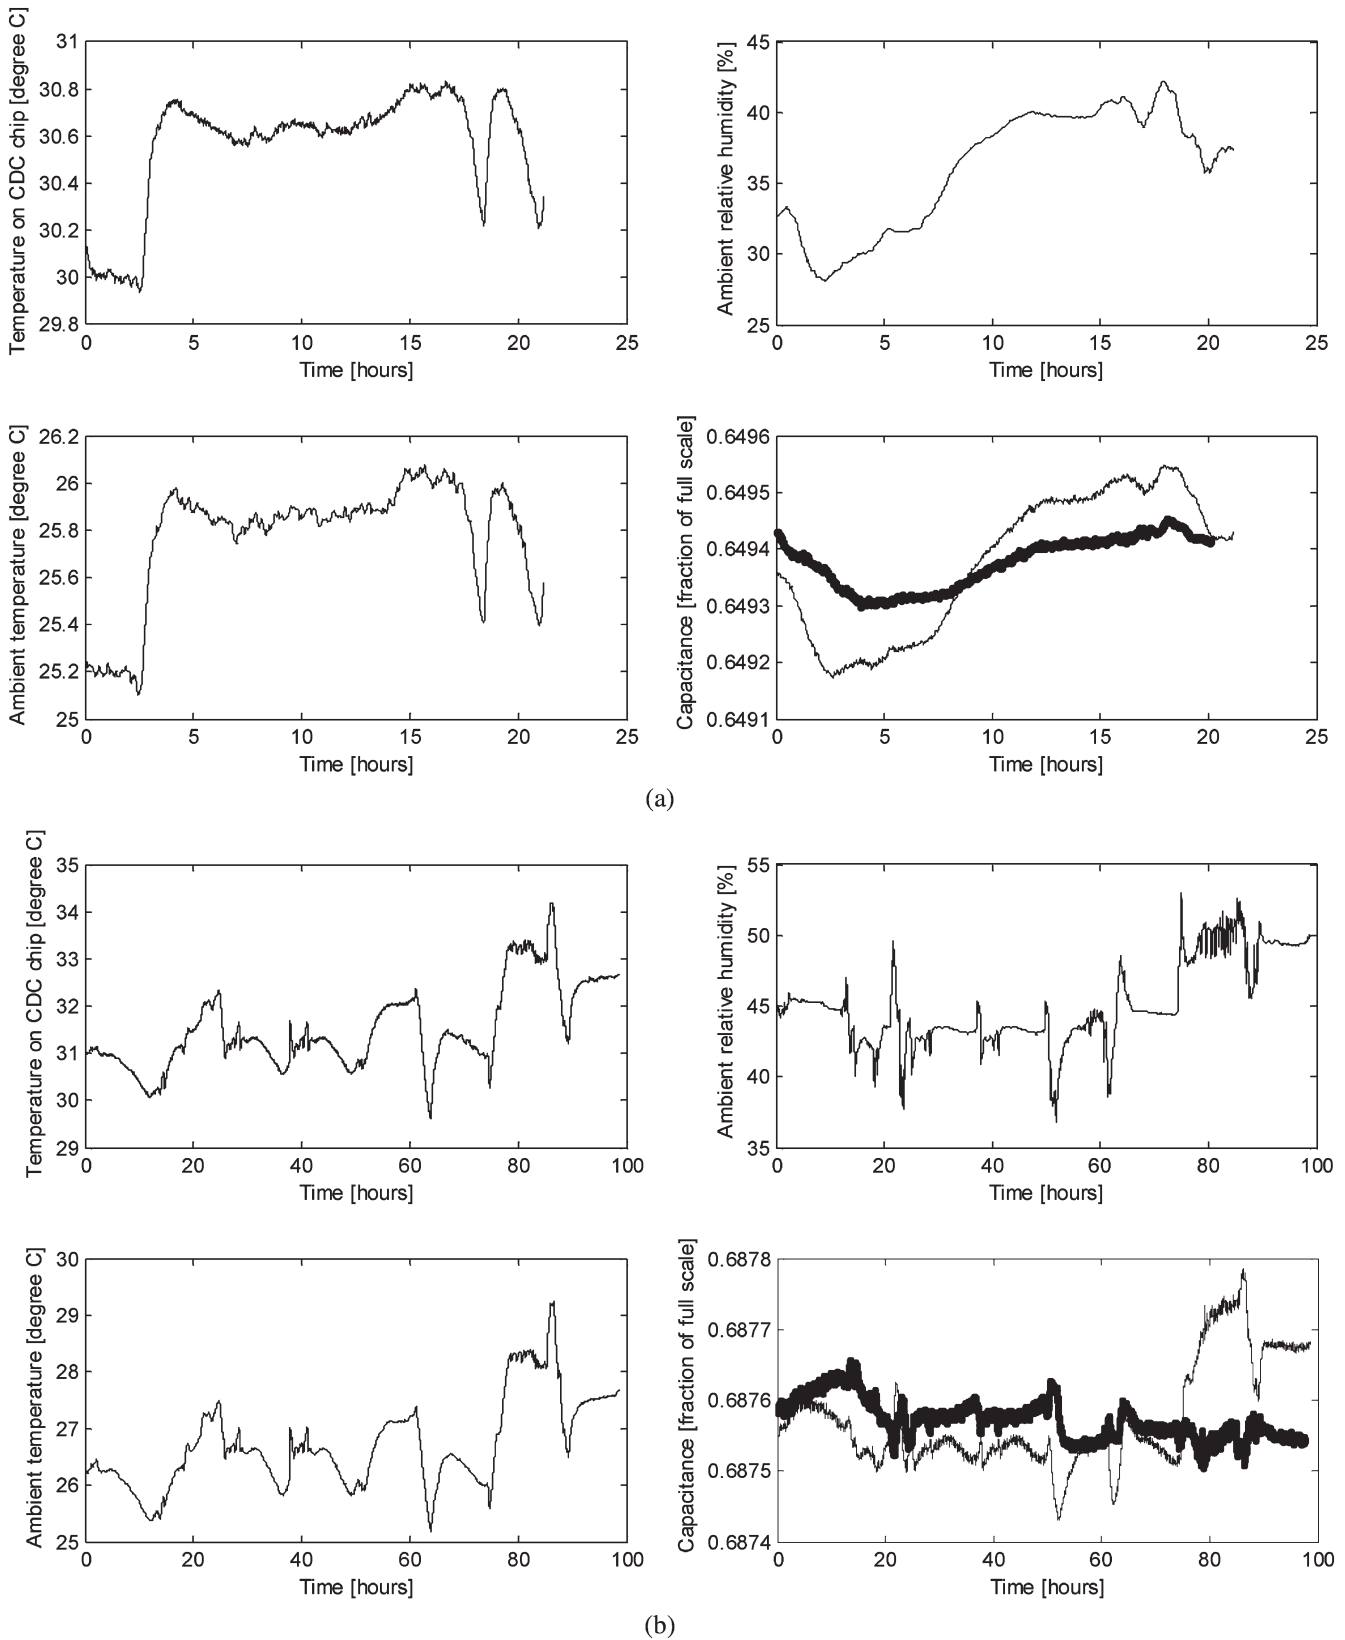 Temperature on CDC chip [degree C]
31
30.8
30.6
30.4
30.2
30
29.8
0 5 10 15 20 25
Time [hours]
Ambient relative humidity [%]
45
40
35
30
25
0 5 10 15 20 25
Time [hours]
Ambient temperature [degree C]
26.2
26
25.8
25.6
25.4
25.2
25
0 5 10 15 20 25
Time [hours]
Capacitance [fraction of full scale]
0.6496
0.6495
0.6494
0.6493
0.6492
0.6491
0 5 10 15 20 25
Time [hours]
(a)
Temperature on CDC chip [degree C]
35
34
33
32
31
30
29
0 20 40 60 80 100
Time [hours]
Ambient relative humidity [%]
55
50
45
40
35
0 20 40 60 80 100
Time [hours]
Ambient temperature [degree C]
30
29
28
27
26
25
0 20 40 60 80 100
Time [hours]
Capacitance [fraction of full scale]
0.6878
0.6877
0.6876
0.6875
0.6874
0 20 40 60 80 100
Time [hours]
(b)